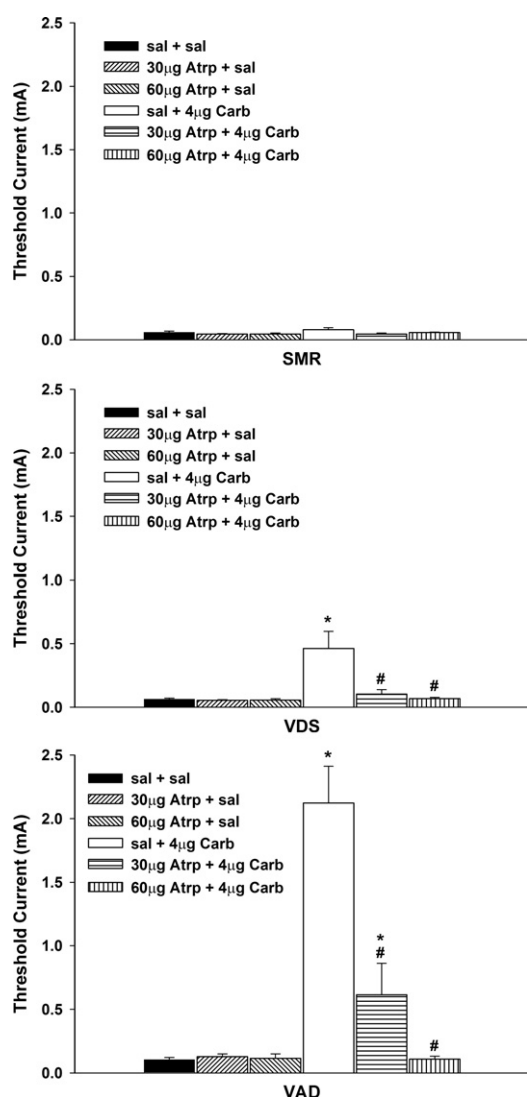 2.5
sal + sal
30μg Atrp + sal
2.0
60μg Atrp + sal
sal + 4μg Carb
30μg Atrp + 4μg Carb
1.5
60μg Atrp + 4μg Carb
Threshold Current (mA)
1.0
0.5
0.0
SMR
2.5
sal + sal
30μg Atrp + sal
2.0
60μg Atrp + sal
sal + 4μg Carb
30μg Atrp + 4μg Carb
1.5
60μg Atrp + 4μg Carb
Threshold Current (mA)
1.0
*
0.5
# #
0.0
VDS
2.5
*
sal + sal
30μg Atrp + sal
2.0
60μg Atrp + sal
sal + 4μg Carb
30μg Atrp + 4μg Carb
1.5
60μg Atrp + 4μg Carb
Threshold Current (mA)
1.0
*
#
0.5
#
0.0
VAD